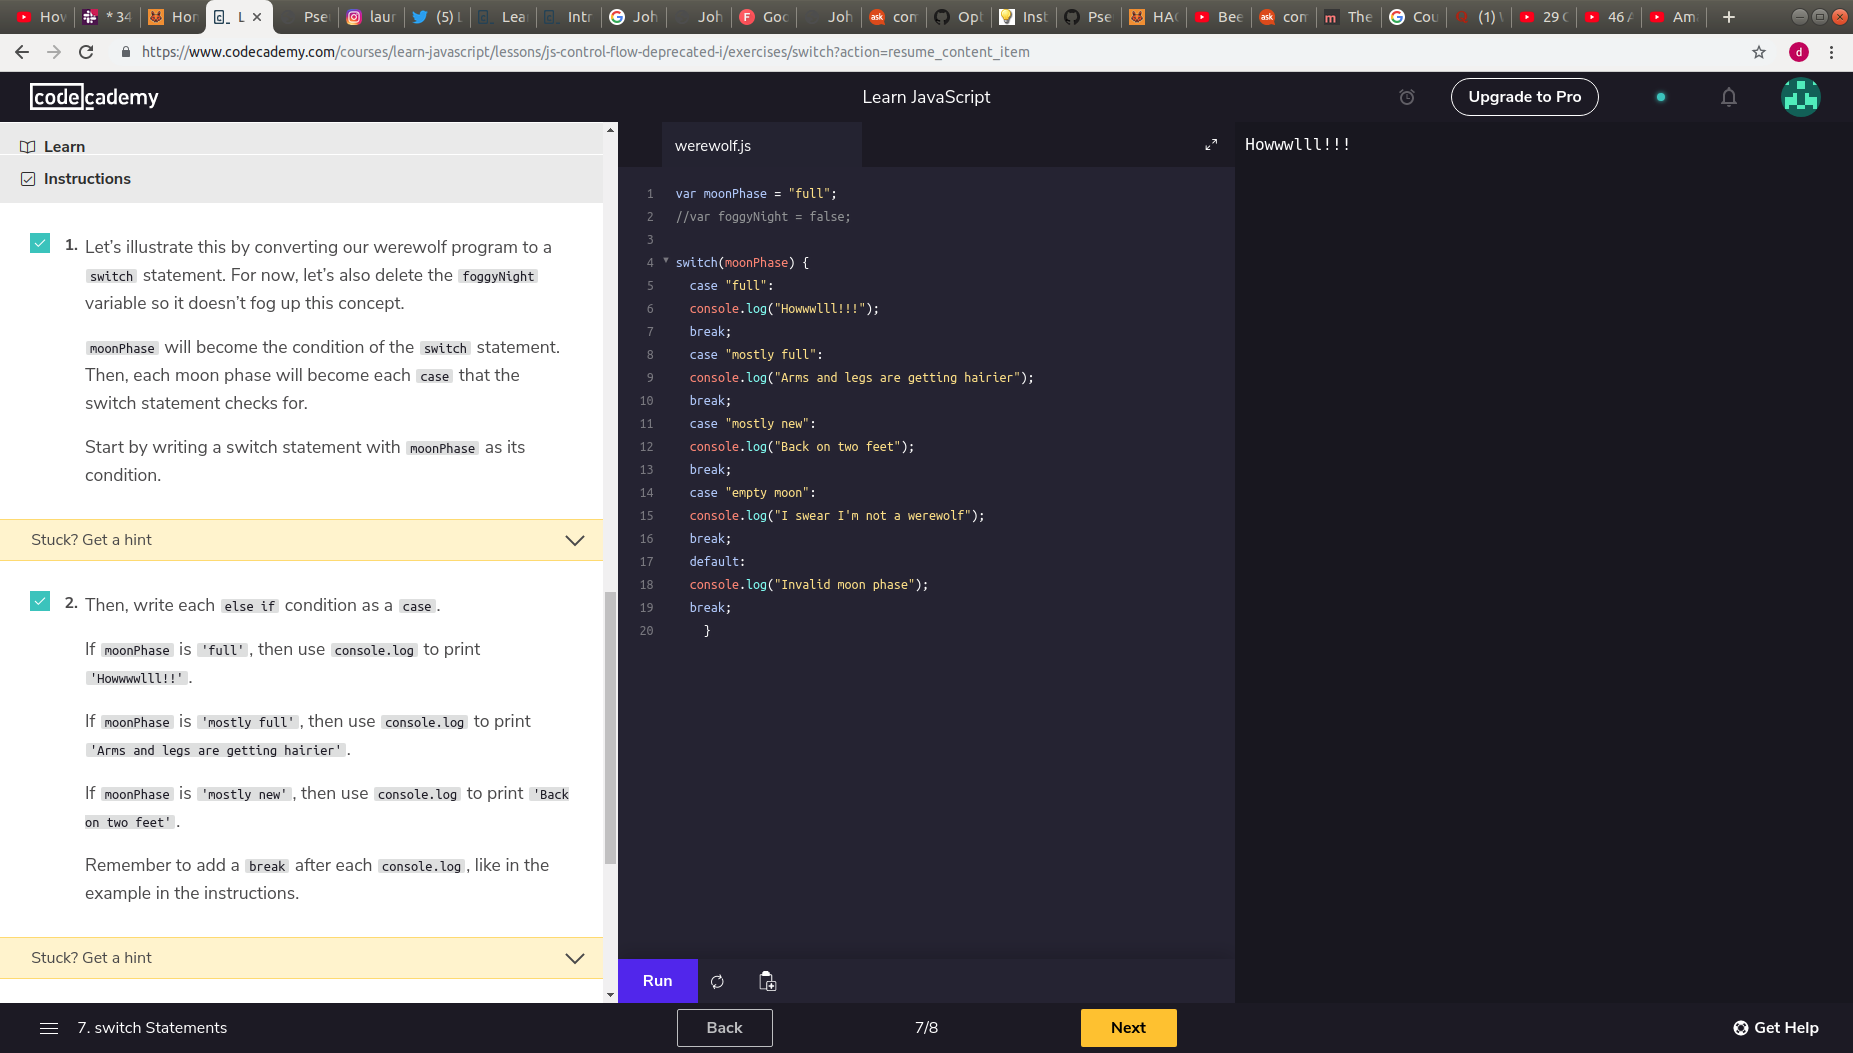 Hov
* 34
Hor
L
Pse
laur
(5) L
Lea
Intr
Joh
Joh
Goo
Joh
con
Opt
Inst
Pse
HAC
Bee
con
The
Cou
(1)
29
46
Am
https://www.codecademy.com/courses/learn-javascript/lessons/js-control-flow-deprecated-i/exercises/switch?action=resume_content_item
d
codecademy
Learn JavaScript
Upgrade to Pro
Learn
Instructions
1. Let’s illustrate this by converting our werewolf program to a
switch statement. For now, let’s also delete the foggyNight
variable so it doesn’t fog up this concept.
moonPhase will become the condition of the switch statement.
Then, each moon phase will become each case that the
switch statement checks for.
Start by writing a switch statement with moonPhase as its
condition.
Stuck? Get a hint
2. Then, write each else if condition as a case.
If moonPhase is 'full', then use console.log to print
'Howwwwlll!!'.
If moonPhase is 'mostly full', then use console.log to print
'Arms and legs are getting hairier'.
If moonPhase is 'mostly new', then use console.log to print 'Back
on two feet'.
Remember to add a break after each console.log, like in the
example in the instructions.
Stuck? Get a hint
werewolf.js
1 var moonPhase = "full";
2 //var foggyNight = false;
3
4 switch(moonPhase) {
5 case "full":
6 console.log("Howwwlll!!!");
7 break;
8 case "mostly full":
9 console.log("Arms and legs are getting hairier");
10 break;
11 case "mostly new":
12 console.log("Back on two feet");
13 break;
14 case "empty moon":
15 console.log("I swear I'm not a werewolf");
16 break;
17 default:
18 console.log("Invalid moon phase");
19 break;
20 }
Howwwlll!!!
Run
7. switch Statements
Back
7/8
Next
Get Help